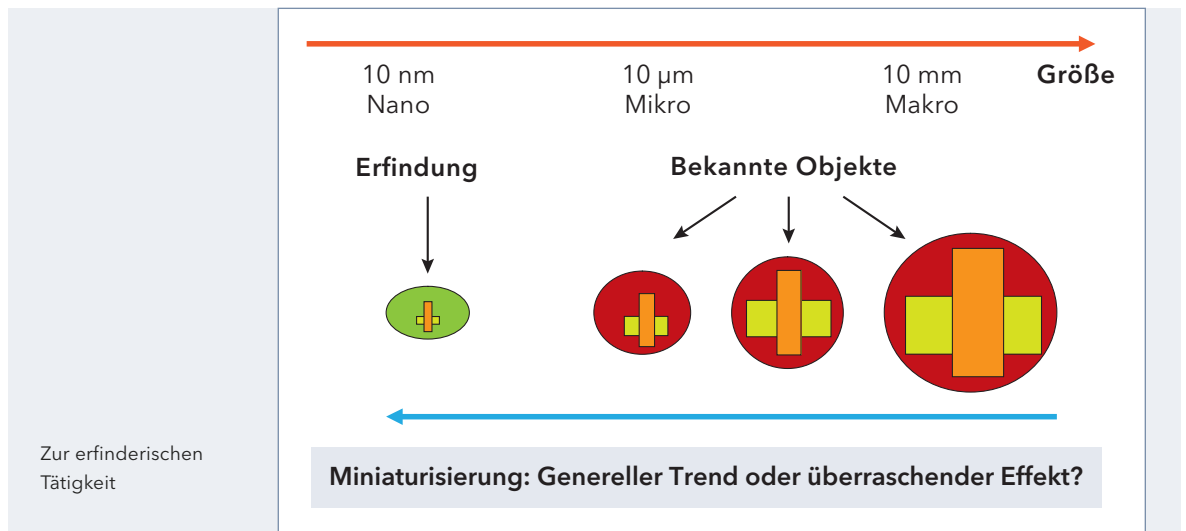 10 nm
Nano
10 µm
Mikro
10 mm
Makro
Größe
Erfindung
Bekannte Objekte
Zur erfinderischen
Tätigkeit
Miniaturisierung: Genereller Trend oder überraschender Effekt?